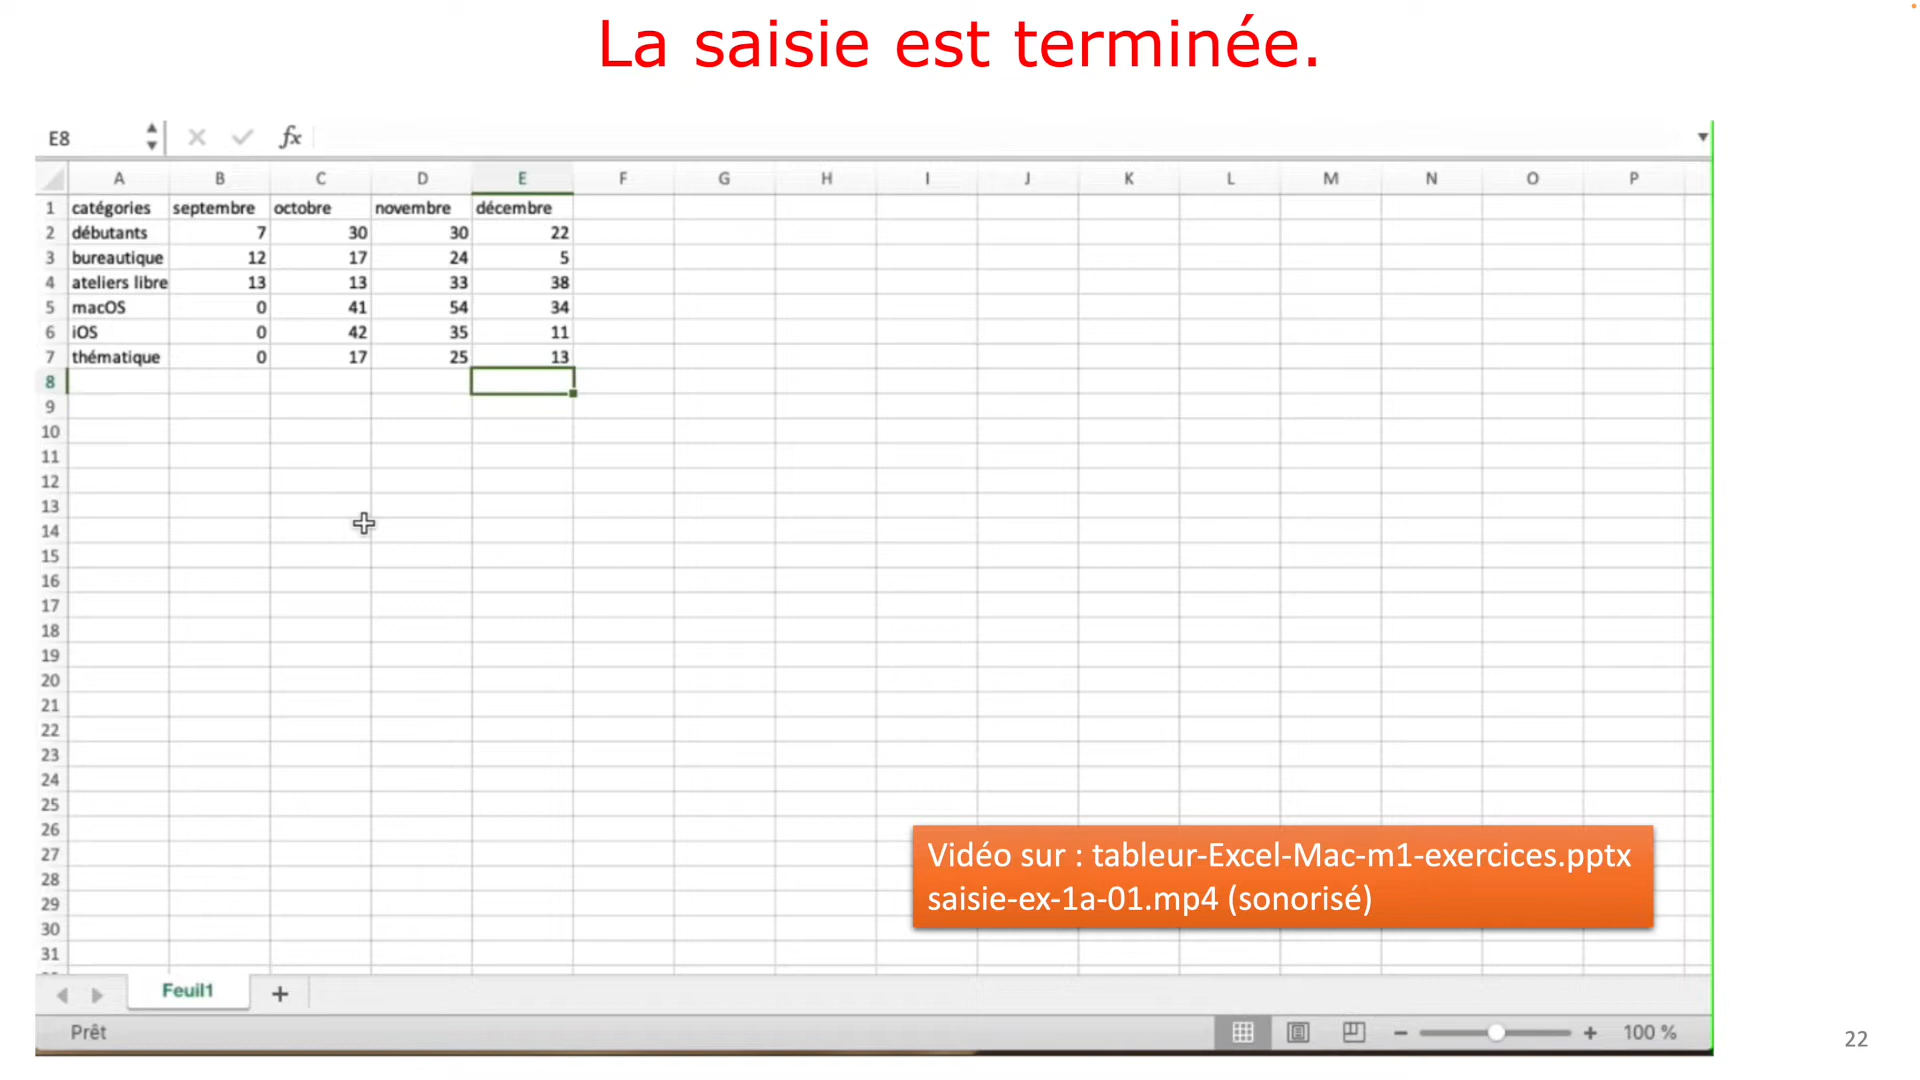 La saisie est terminée.
E8 fx
A B C D E F G H I J K L M N O P
1 catégories septembre octobre novembre décembre
2 débutants 7 30 30 22
3 bureautique 12 17 24 5
4 ateliers libre 13 13 33 38
5 macOS 0 41 54 34
6 iOS 0 42 35 11
7 thématique 0 17 25 13
8
9
10
11
12
13
14
15
16
17
18
19
20
21
22
23
24
25
26
27
28
29
30
31
Vidéo sur : tableur-Excel-Mac-m1-exercices.pptx
saisie-ex-1a-01.mp4 (sonorisé)
Feuil1 +
Prêt 100 %
22